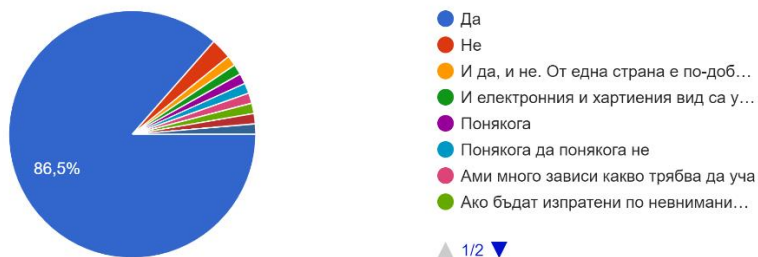 86,5%
Да
Не
И да, и не. От една страна е по-доб…
И електронния и хартиения вид са у…
Понякога
Понякога да понякога не
Ами много зависи какво трябва да уча
Ако бъдат изпратени по невнимани…
1/2